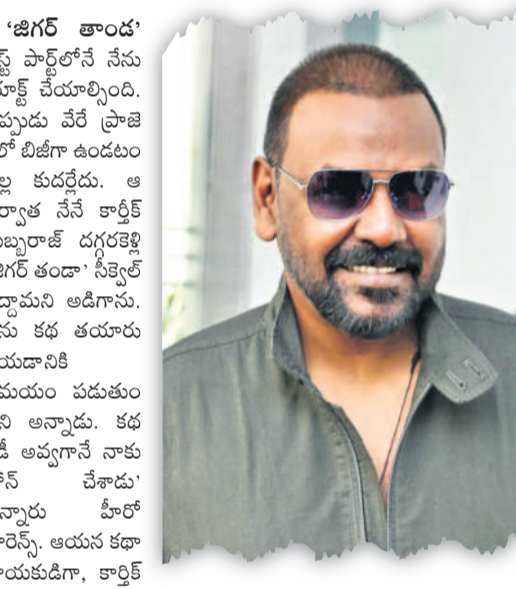 ‘జిగర్ తాండ’
స్ట్ పార్ట్‌లోనే నేను
యాక్ట్ చేయాల్సింది.
ప్పుడు వేరే ప్రాజె
లో బిజీగా ఉండటం
ల్ల కుదర్లేదు. ఆ
ర్వాత నేనే కార్తీక్
బ్బరాజ్ దగ్గరకెళ్లి
జిగర్ తండా’ సీక్వెల్
ద్దామని అడిగాను.
ను కథ తయారు
యడానికి
మయం పడుతుం
ని అన్నాడు. కథ
డీ అవ్వగానే నాకు
న్ చేశాడు’
న్నారు హీరో
రెన్స్. ఆయన కథా
యకుడిగా, కార్తిక్